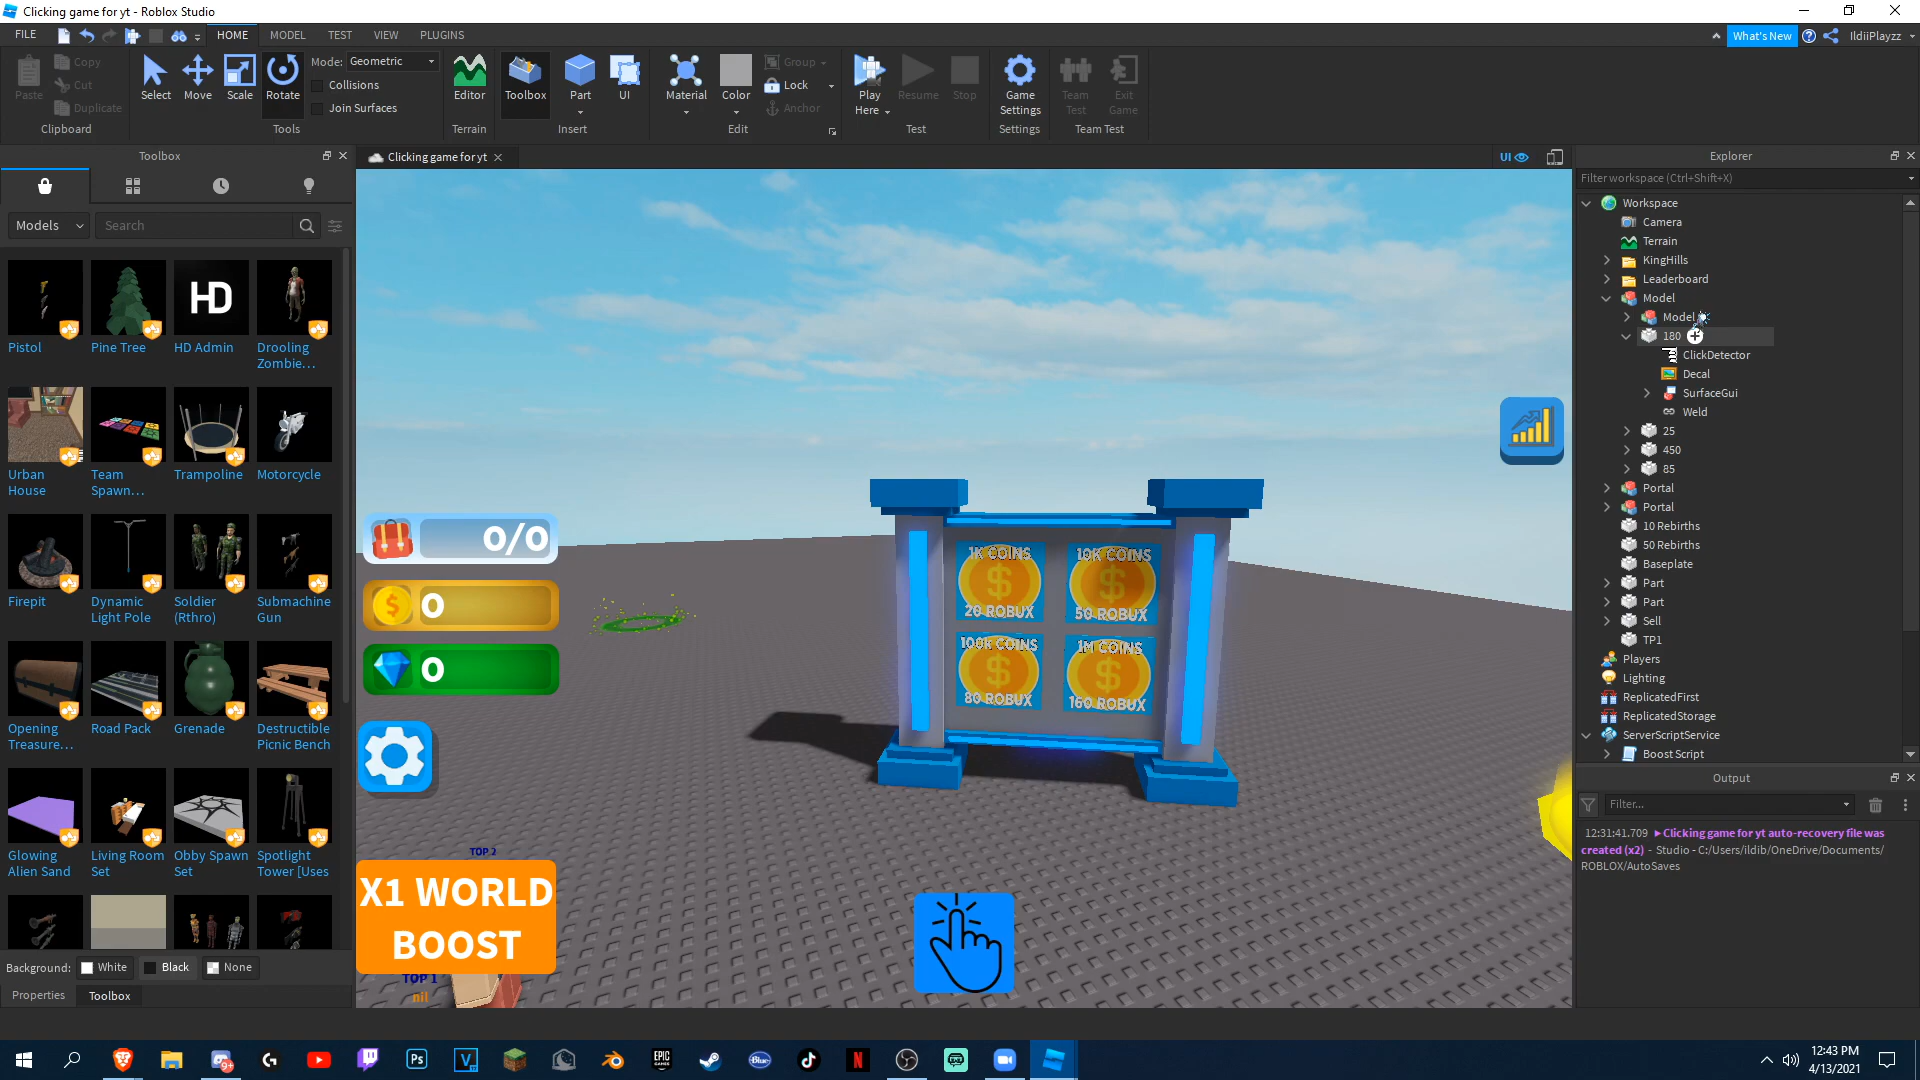 Clicking game for yt - Roblox Studio
FILE
HOME
MODEL
TEST
VIEW
PLUGINS
What's New
IldiiPlayzz
Paste
Copy
Cut
Duplicate
Clipboard
Select
Move
Scale
Rotate
Mode: Geometric
Collisions
Join Surfaces
Tools
Editor
Terrain
Toolbox
Part
UI
Insert
Material
Color
Group
Lock
Anchor
Edit
Play
Here
Resume
Stop
Test
Game
Settings
Settings
Team
Test
Exit
Game
Team Test
Toolbox
Models
Search
Pistol
Pine Tree
HD
HD Admin
Drooling
Zombie...
Urban
House
Team
Spawn...
Trampoline
Motorcycle
Firepit
Dynamic
Light Pole
Soldier
(Rthro)
Submachine
Gun
Opening
Treasure...
Road Pack
Grenade
Destructible
Picnic Bench
Glowing
Alien Sand
Living Room
Set
Obby Spawn
Set
Spotlight
Tower [Uses
Background:
White
Black
None
Properties
Toolbox
Clicking game for yt
UI
0/0
0
0
1K COINS
20 ROBUX
10K COINS
50 ROBUX
100K COINS
80 ROBUX
1M COINS
160 ROBUX
TOP 2
X1 WORLD
BOOST
TOP 1
nil
Explorer
Filter workspace (Ctrl+Shift+X)
Workspace
Camera
Terrain
KingHills
Leaderboard
Model
Model
180
ClickDetector
Decal
SurfaceGui
Weld
25
450
85
Portal
Portal
10 Rebirths
50 Rebirths
Baseplate
Part
Part
Sell
TP1
Players
Lighting
ReplicatedFirst
ReplicatedStorage
ServerScriptService
Boost Script
Output
Filter...
12:31:41.709 ▸ Clicking game for yt auto-recovery file was
created (x2) - Studio - C:/Users/ildib/OneDrive/Documents/
ROBLOX/AutoSaves
9+
Ps
V
EPIC
GAMES
Blue
N
12:43 PM
4/13/2021